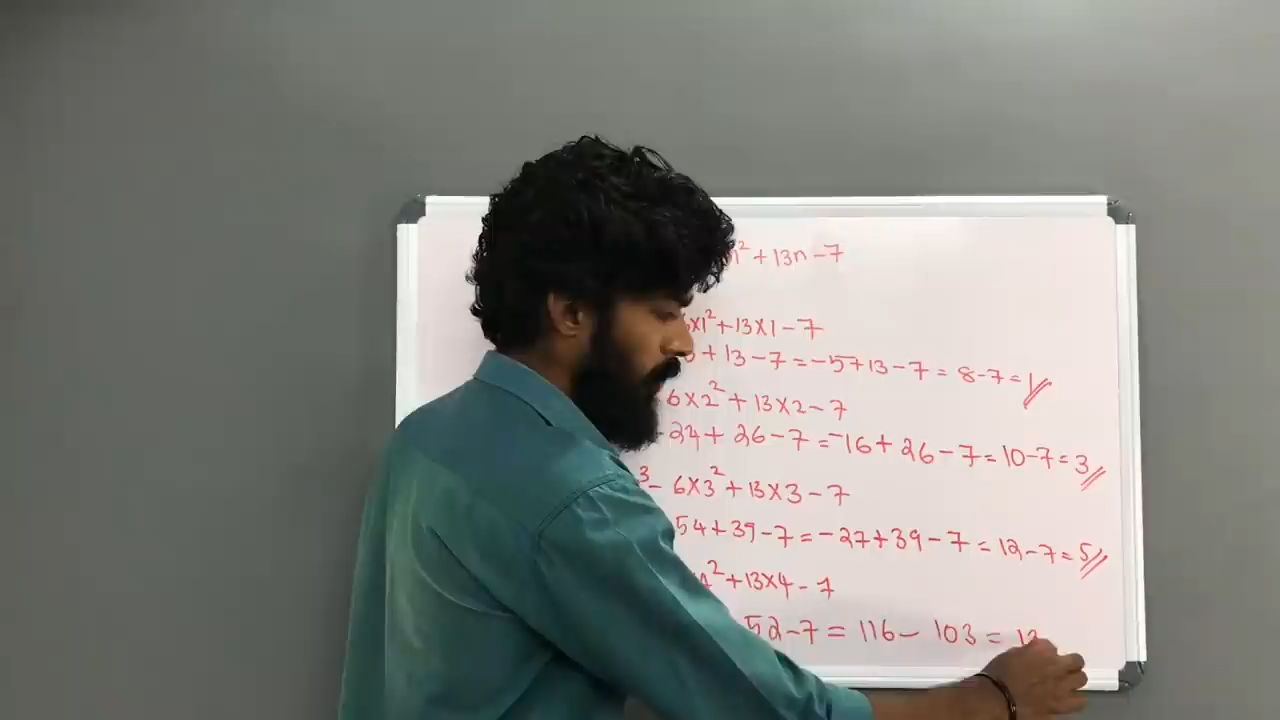 n² + 13n - 7
6x1² + 13x1 - 7
+ 13 - 7 = -5 + 13 - 7 = 8 - 7 = 1
6x2² + 13x2 - 7
-24 + 26 - 7 = -16 + 26 - 7 = 10 - 7 = 3
3 - 6x3² + 13x3 - 7
54 + 39 - 7 = -27 + 39 - 7 = 12 - 7 = 5
4² + 13x4 - 7
52 - 7 = 116 - 103 = 13